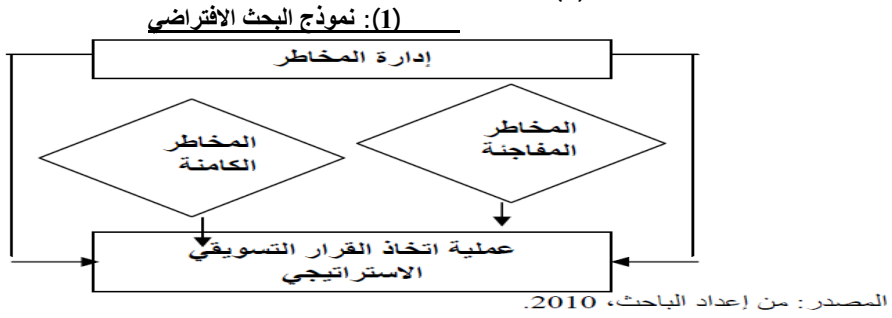 (1): نموذج البحث الافتراضي
إدارة المخاطر
المخاطر
المفاجئة
المخاطر
الكامنة
عملية اتخاذ القرار التسويقي
الاستراتيجي
المصدر: من إعداد الباحث، 2010.